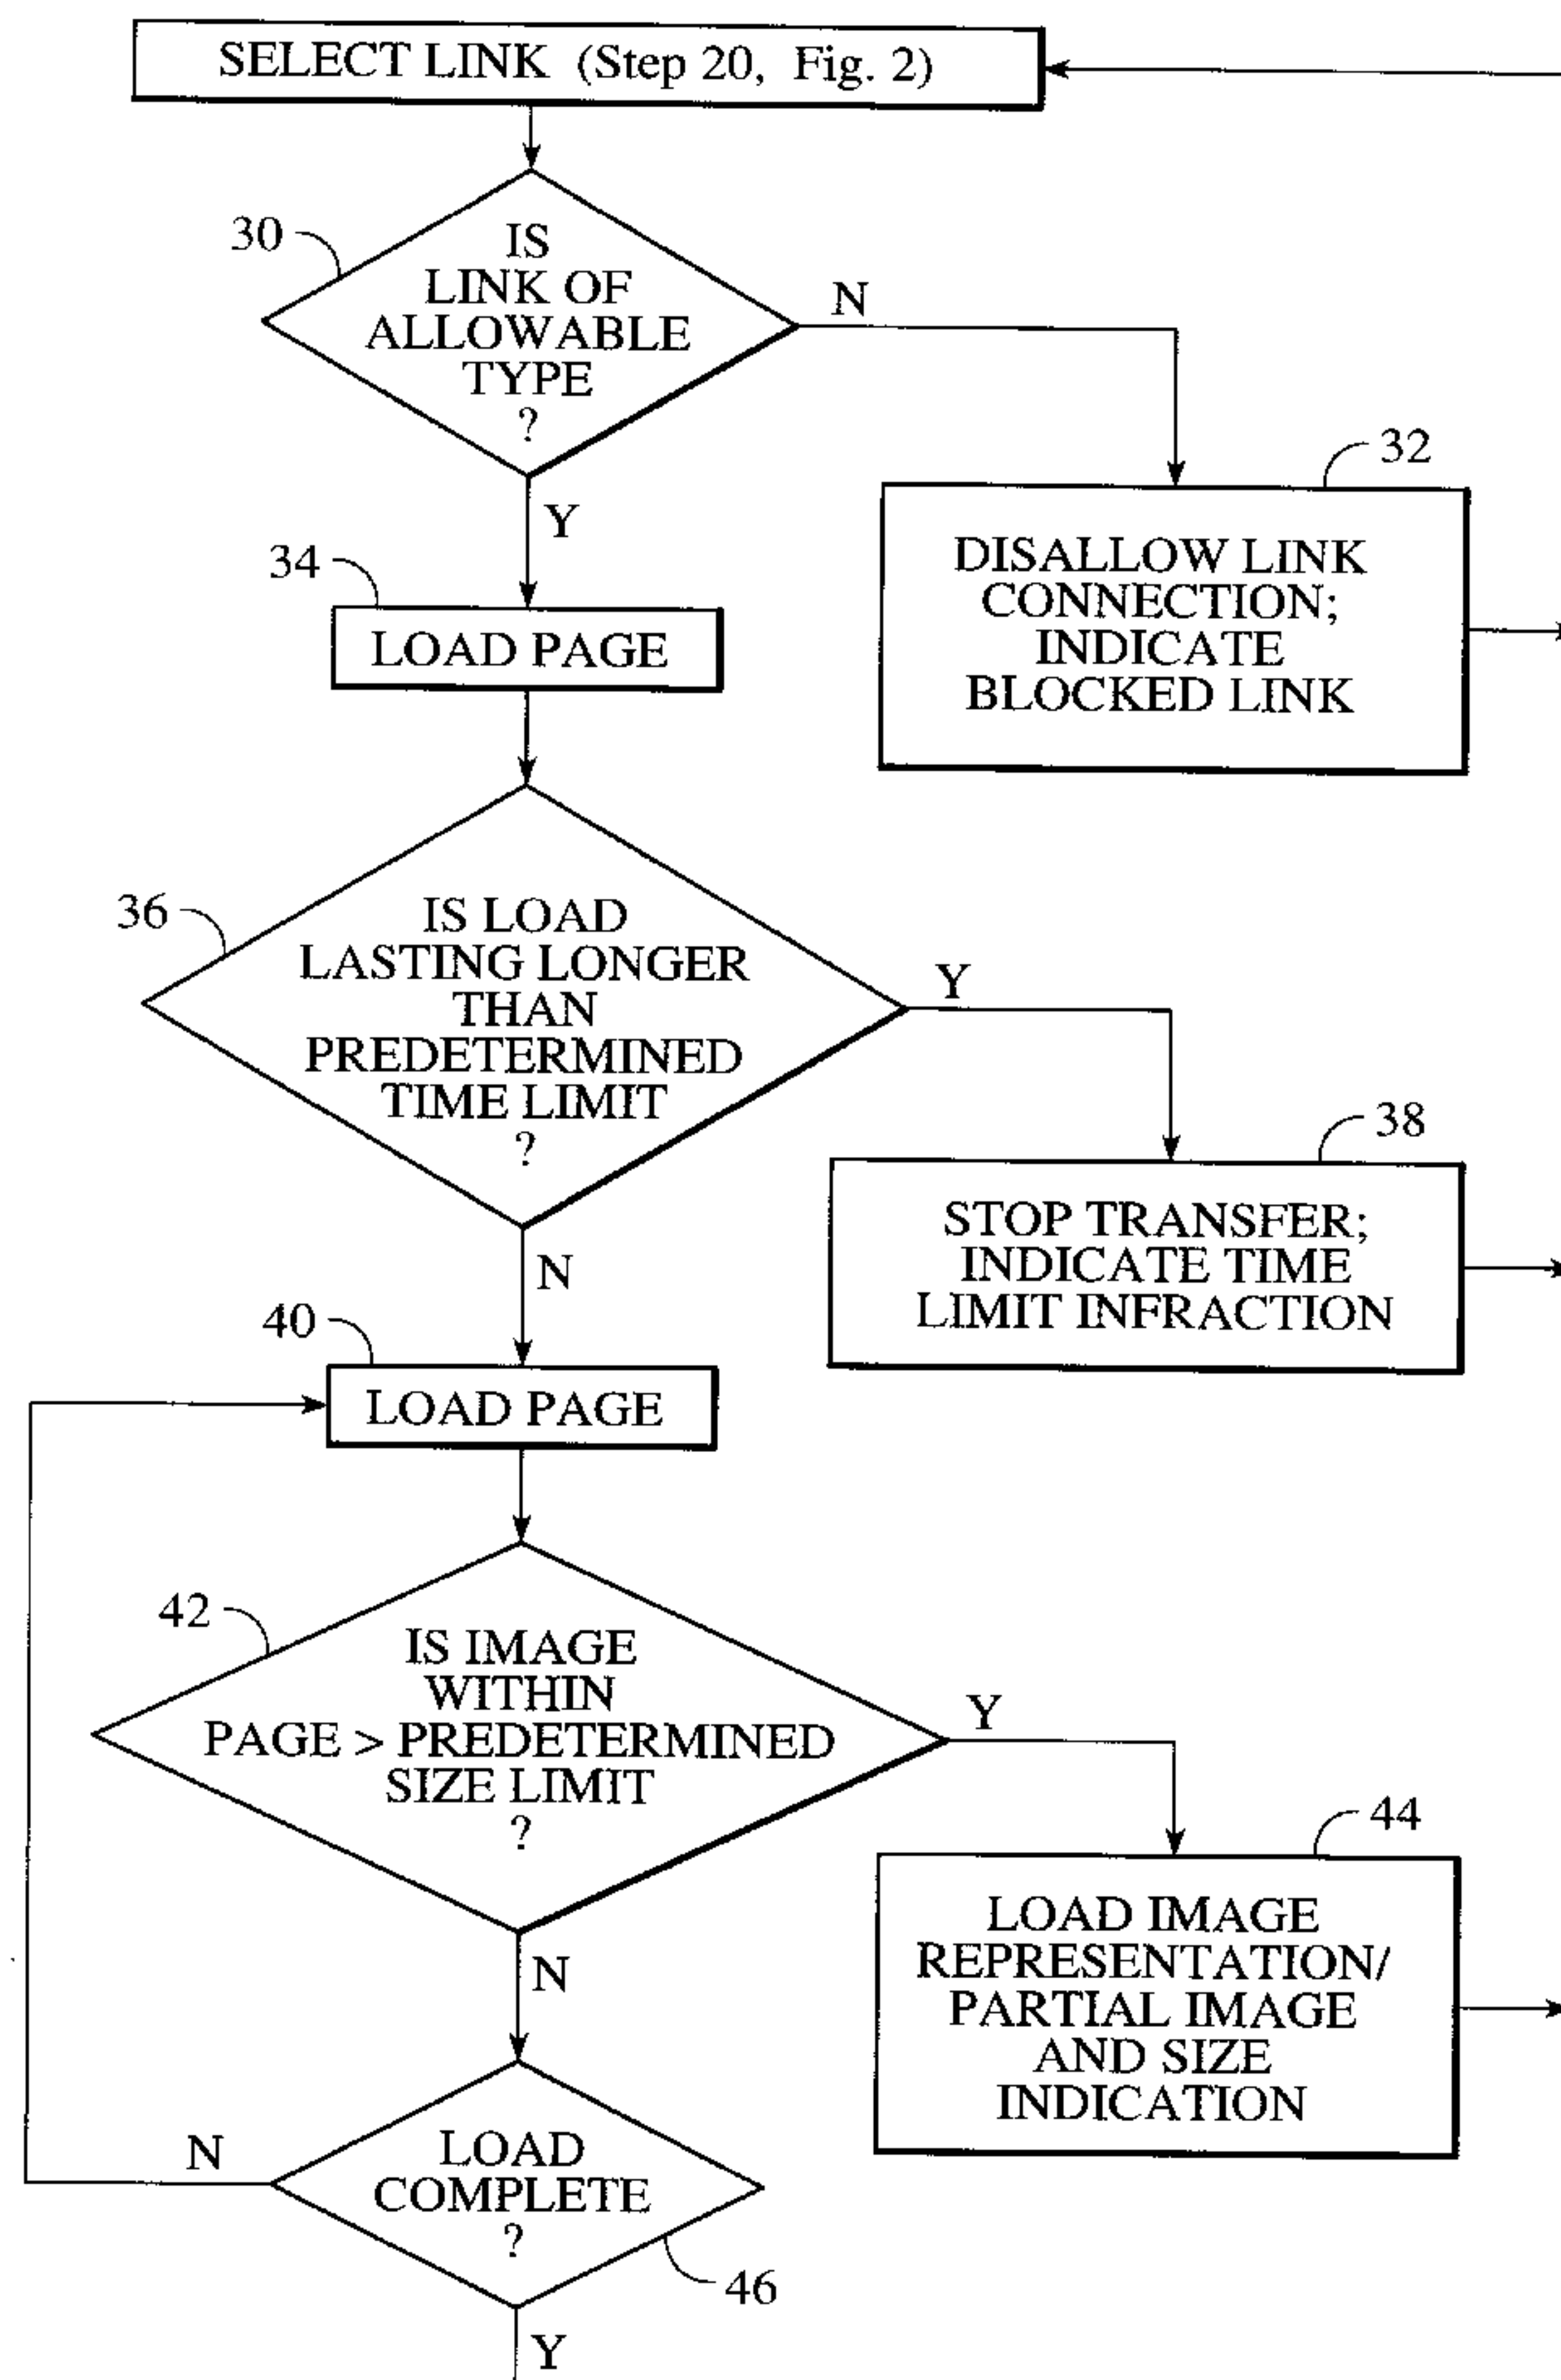 SELECT LINK (Step 20, Fig. 2)
30
IS
LINK OF
ALLOWABLE
TYPE
?
N
Y
32
DISALLOW LINK
CONNECTION;
INDICATE
BLOCKED LINK
34
LOAD PAGE
36
IS LOAD
LASTING LONGER
THAN
PREDETERMINED
TIME LIMIT
?
Y
N
38
STOP TRANSFER;
INDICATE TIME
LIMIT INFRACTION
40
LOAD PAGE
42
IS IMAGE
WITHIN
PAGE > PREDETERMINED
SIZE LIMIT
?
Y
N
44
LOAD IMAGE
REPRESENTATION/
PARTIAL IMAGE
AND SIZE
INDICATION
N
LOAD
COMPLETE
?
46
Y